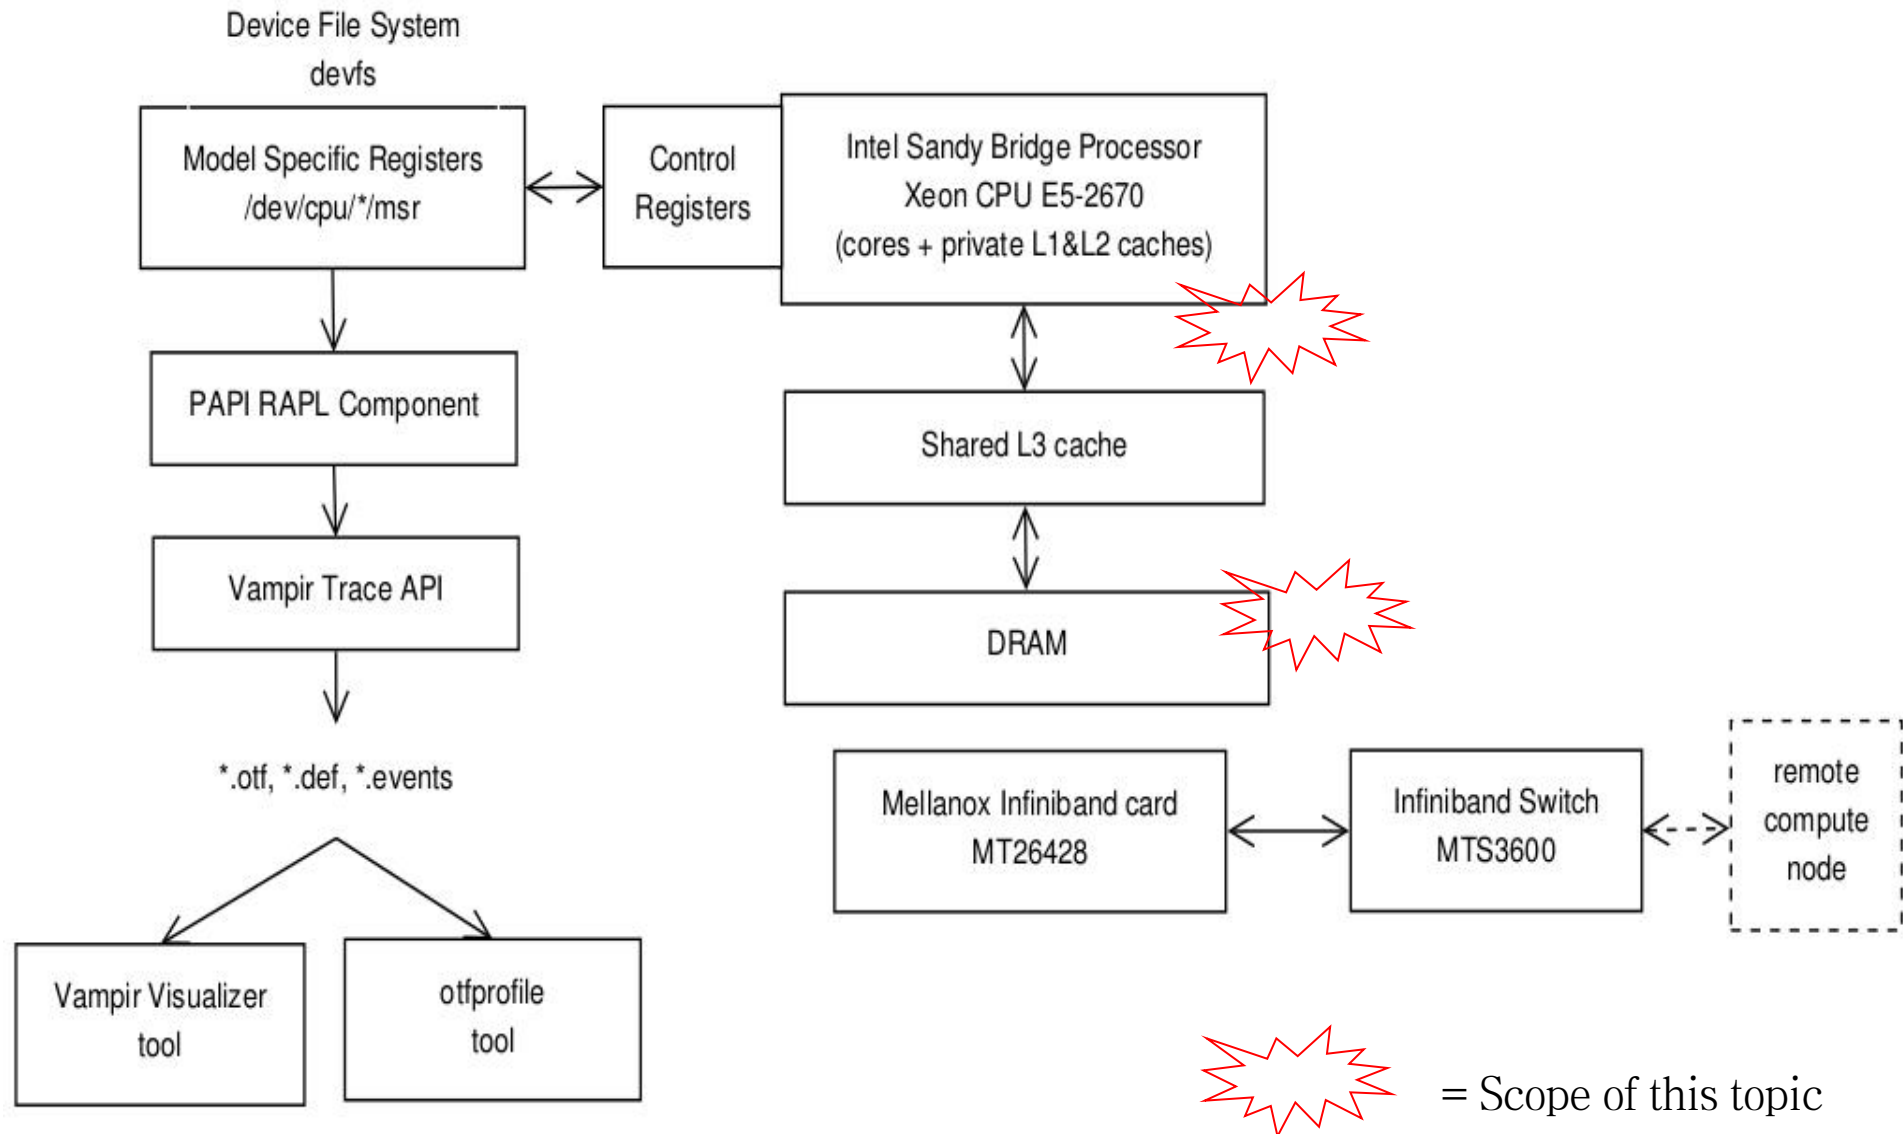 Device File System
devfs
Model Specific Registers
/dev/cpu/*/msr
Control
Registers
Intel Sandy Bridge Processor
Xeon CPU E5-2670
(cores + private L1&L2 caches)
PAPI RAPL Component
Shared L3 cache
Vampir Trace API
DRAM
*.otf, *.def, *.events
Mellanox Infiniband card
MT26428
Infiniband Switch
MTS3600
remote
compute
node
Vampir Visualizer
tool
otfprofile
tool
= Scope of this topic